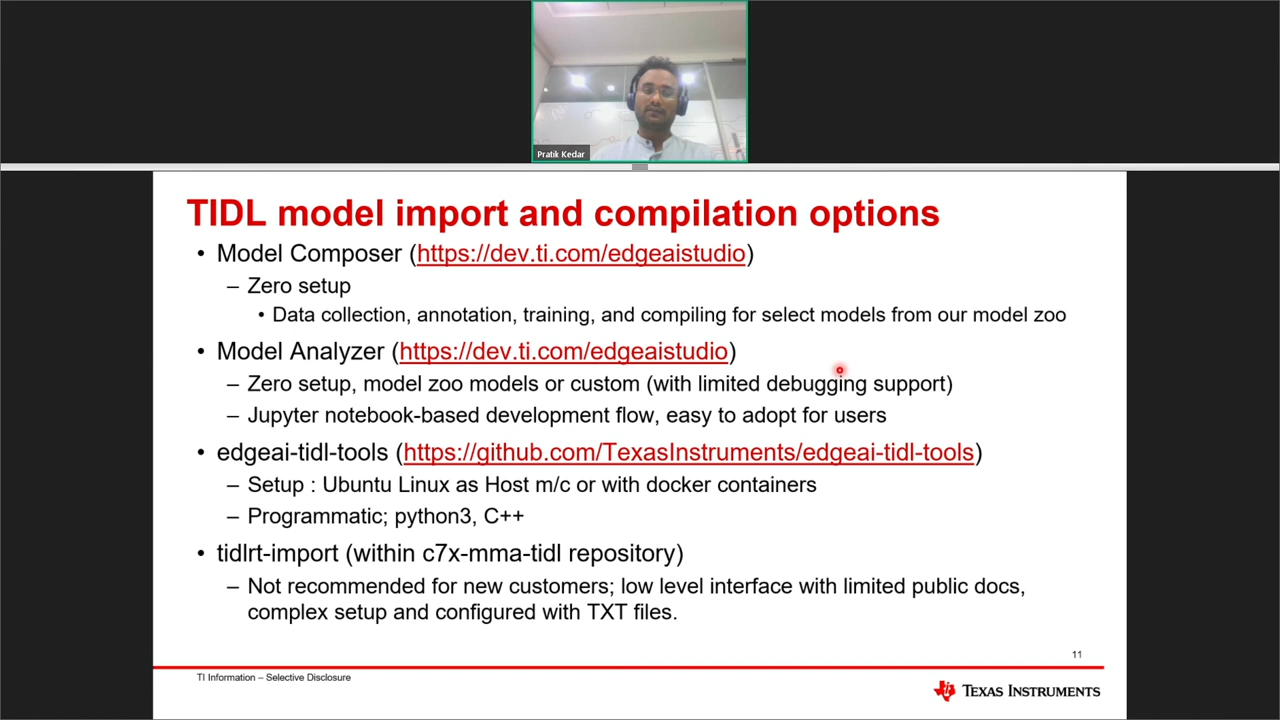 Pratik Kedar
TIDL model import and compilation options
• Model Composer (https://dev.ti.com/edgeaistudio)
– Zero setup
• Data collection, annotation, training, and compiling for select models from our model zoo
• Model Analyzer (https://dev.ti.com/edgeaistudio)
– Zero setup, model zoo models or custom (with limited debugging support)
– Jupyter notebook-based development flow, easy to adopt for users
• edgeai-tidl-tools (https://github.com/TexasInstruments/edgeai-tidl-tools)
– Setup : Ubuntu Linux as Host m/c or with docker containers
– Programmatic; python3, C++
• tidlrt-import (within c7x-mma-tidl repository)
– Not recommended for new customers; low level interface with limited public docs,
complex setup and configured with TXT files.
11
TI Information – Selective Disclosure
TEXAS INSTRUMENTS